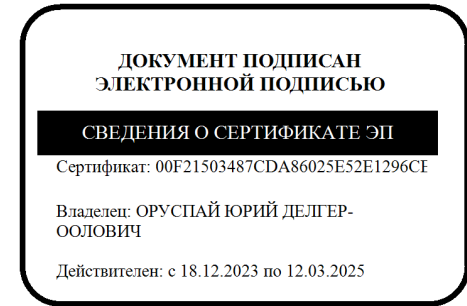 ДОКУМЕНТ ПОДПИСАН
ЭЛЕКТРОННОЙ ПОДПИСЬЮ
СВЕДЕНИЯ О СЕРТИФИКАТЕ ЭП
Сертификат: 00F21503487CDA86025E52E1296CE
Владелец: ОРУСПАЙ ЮРИЙ ДЕЛГЕР-
ООЛОВИЧ
Действителен: с 18.12.2023 по 12.03.2025